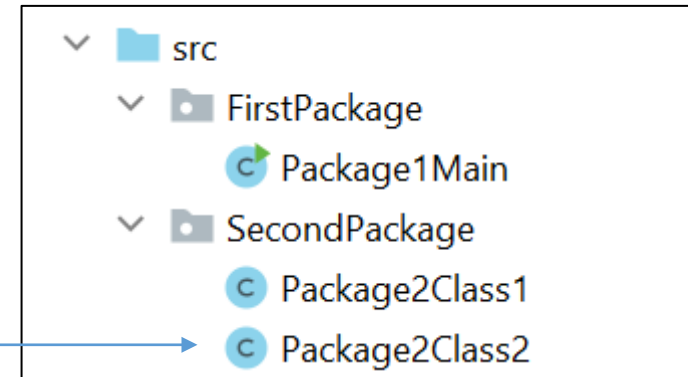 src
FirstPackage
C Package1Main
SecondPackage
C Package2Class1
C Package2Class2